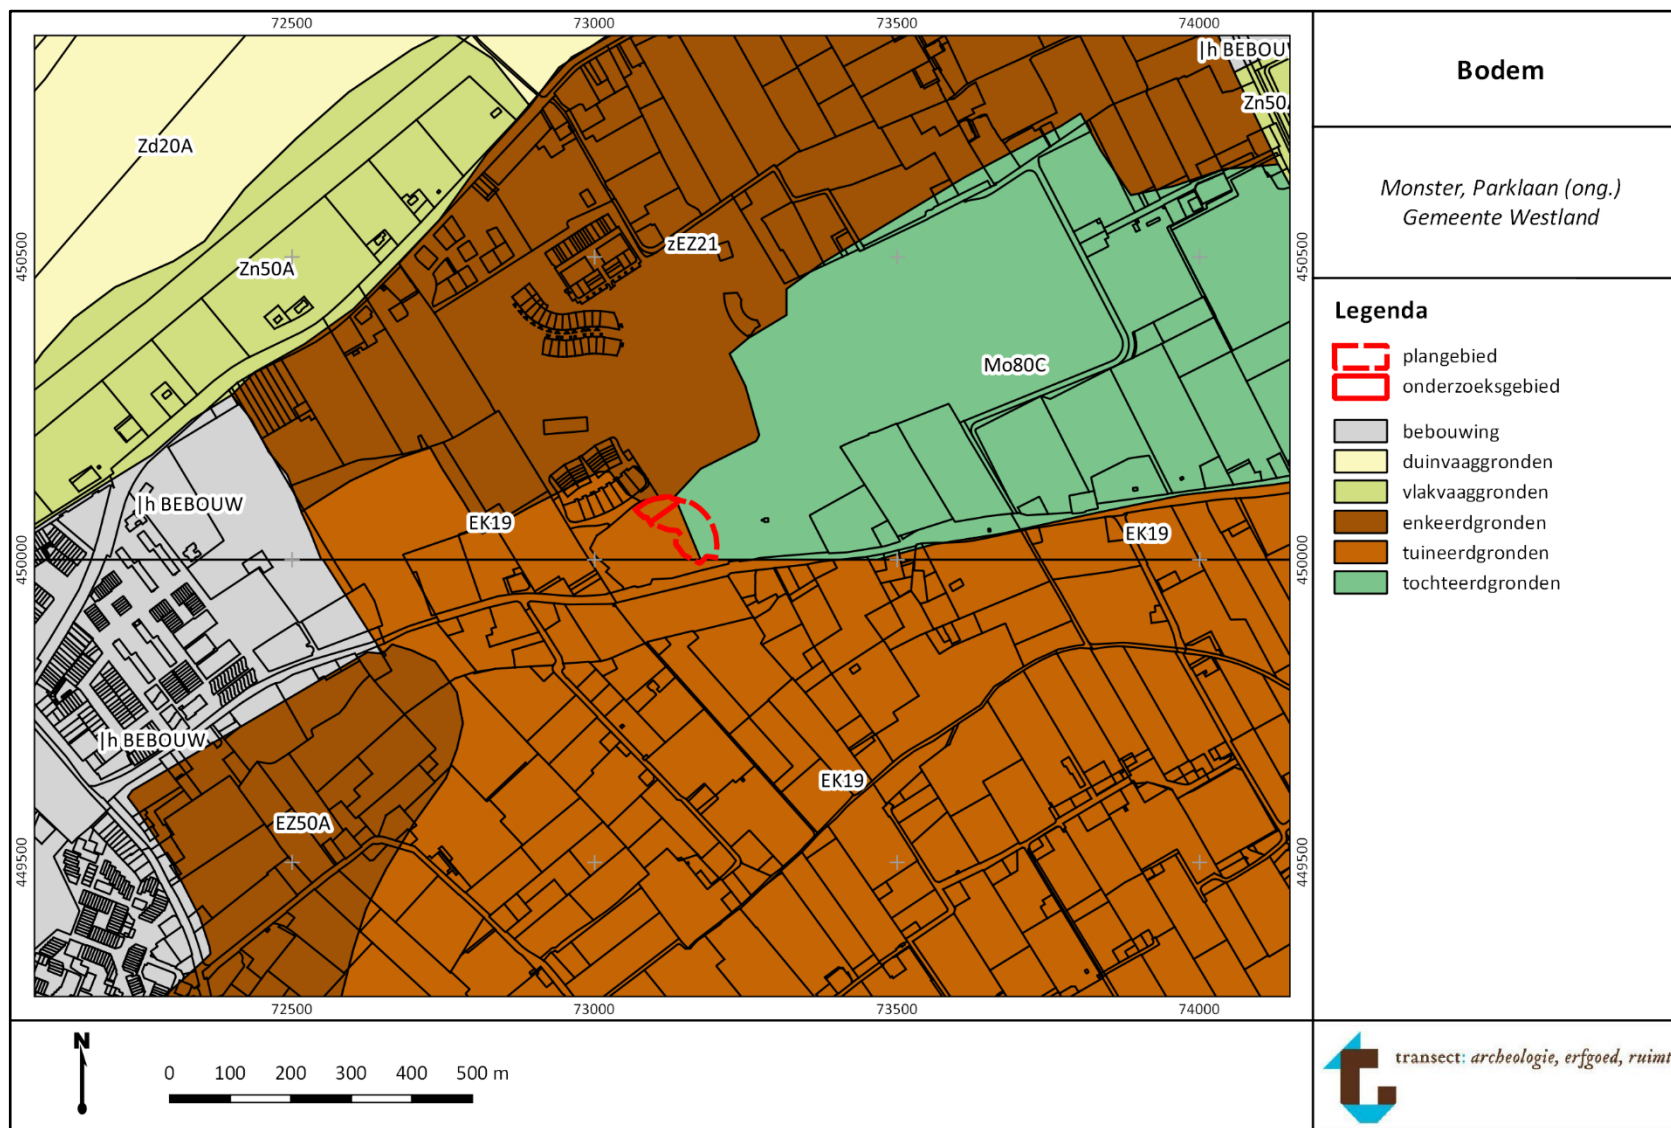 72500 73000 73500 74000
|h BEBOUW
Zn50A
Zd20A
450500
zEZ21
450500
Zn50A
Mo80C
|h BEBOUW
EK19
EK19
450000
450000
|h BEBOUW
EK19
EZ50A
449500
449500
72500 73000 73500 74000
N
0 100 200 300 400 500 m
Bodem
Monster, Parklaan (ong.)
Gemeente Westland
Legenda
plangebied
onderzoeksgebied
bebouwing
duinvaaggronden
vlakvaaggronden
enkeerdgronden
tuineerdgronden
tochteerdgronden
transect: archeologie, erfgoed, ruimt